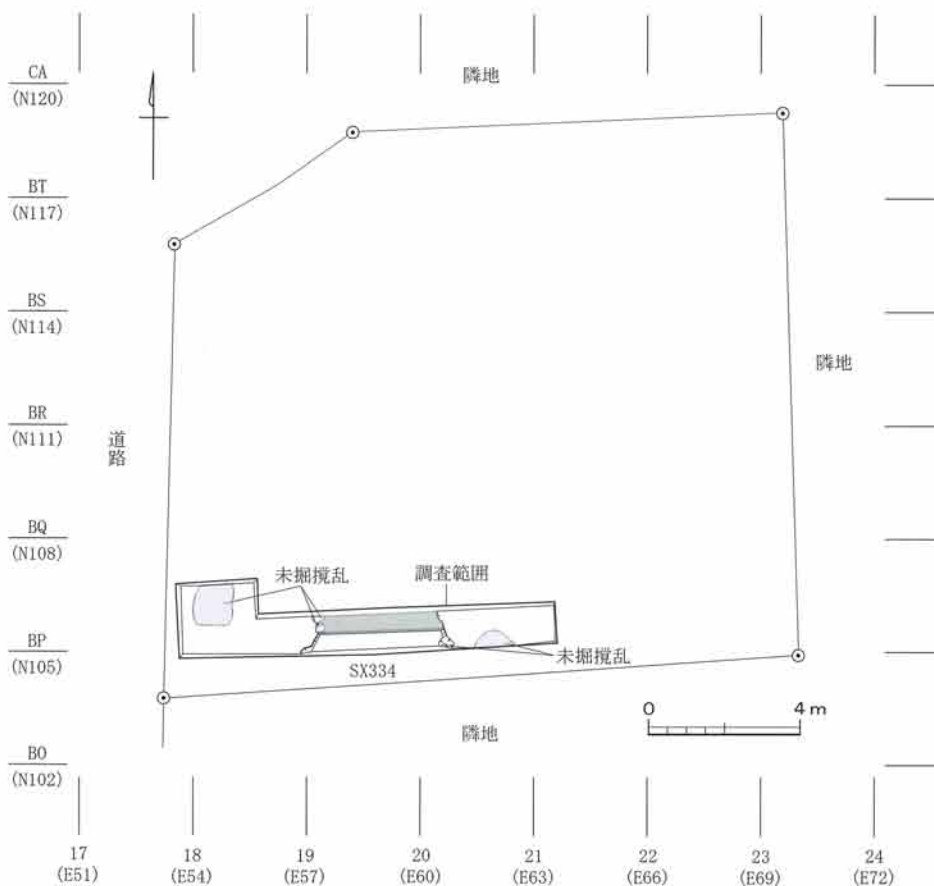 隣地
CA
(N120)
BT
(N117)
BS
(N114)
隣地
BR
(N111)
道路
BQ
(N108)
未掘撹乱
調査範囲
BP
(N105)
未掘撹乱
SX334
0 4m
隣地
BO
(N102)
17 18 19 20 21 22 23 24
(E51) (E54) (E57) (E60) (E63) (E66) (E69) (E72)